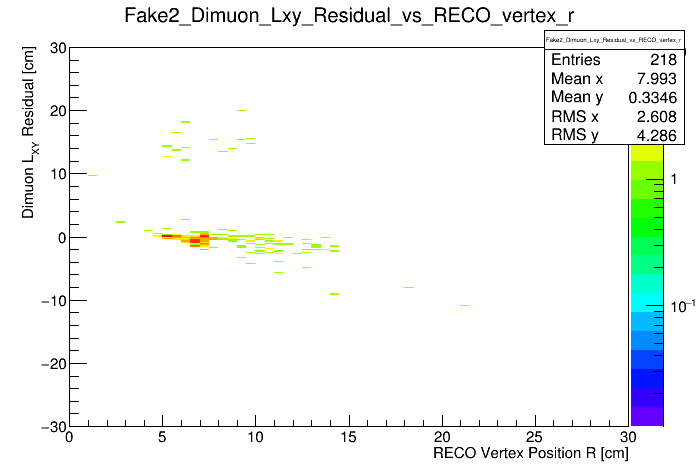 Fake2_Dimuon_Lxy_Residual_vs_RECO_vertex_r
Fake2_Dimuon_Lxy_Residual_vs_RECO_vertex_r
Entries 218
Mean x 7.993
Mean y 0.3346
RMS x 2.608
RMS y 4.286
Dimuon LXY Residual [cm]
30
20
10
0
−10
−20
−30
0 5 10 15 20 25 30
RECO Vertex Position R [cm]
1
10−1